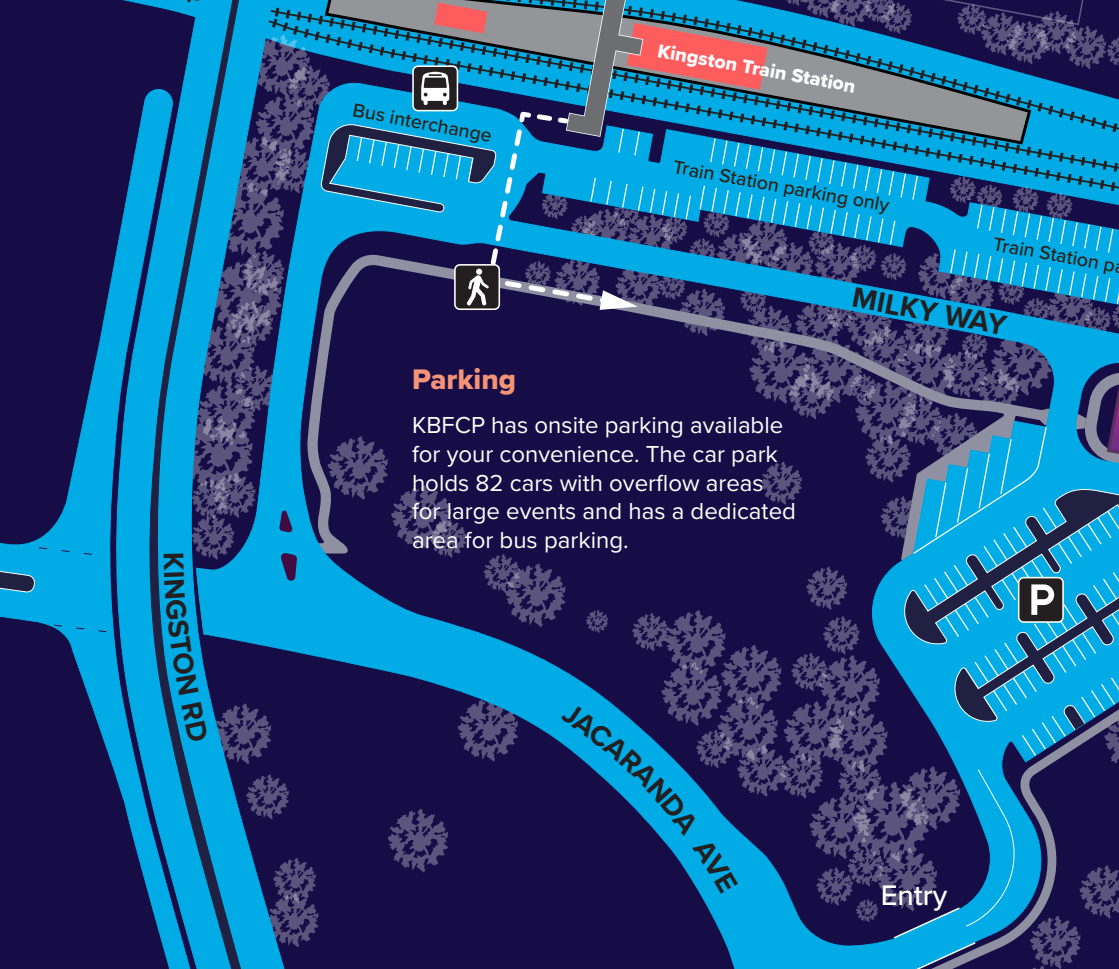 Kingston Train Station
Bus interchange
Train Station parking only
Train Station pa
MILKY WAY
Parking
KBFCP has onsite parking available
for your convenience. The car park
holds 82 cars with overflow areas
for large events and has a dedicated
area for bus parking.
KINGSTON RD
P
JACARANDA AVE
Entry